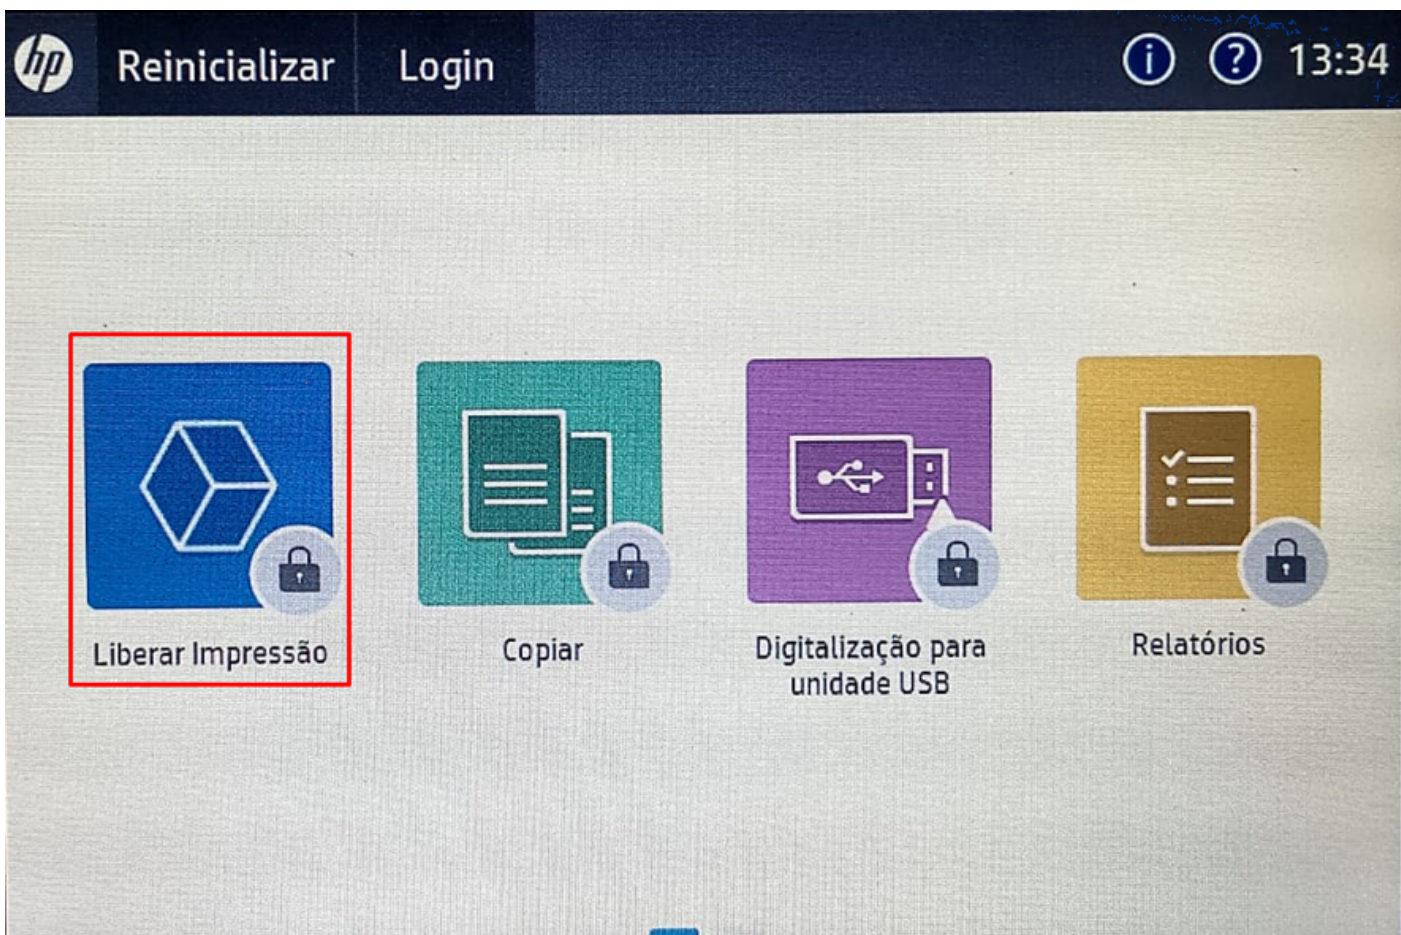 hp Reinicializar Login i ? 13:34
Liberar Impressão
Copiar
Digitalização para
unidade USB
Relatórios